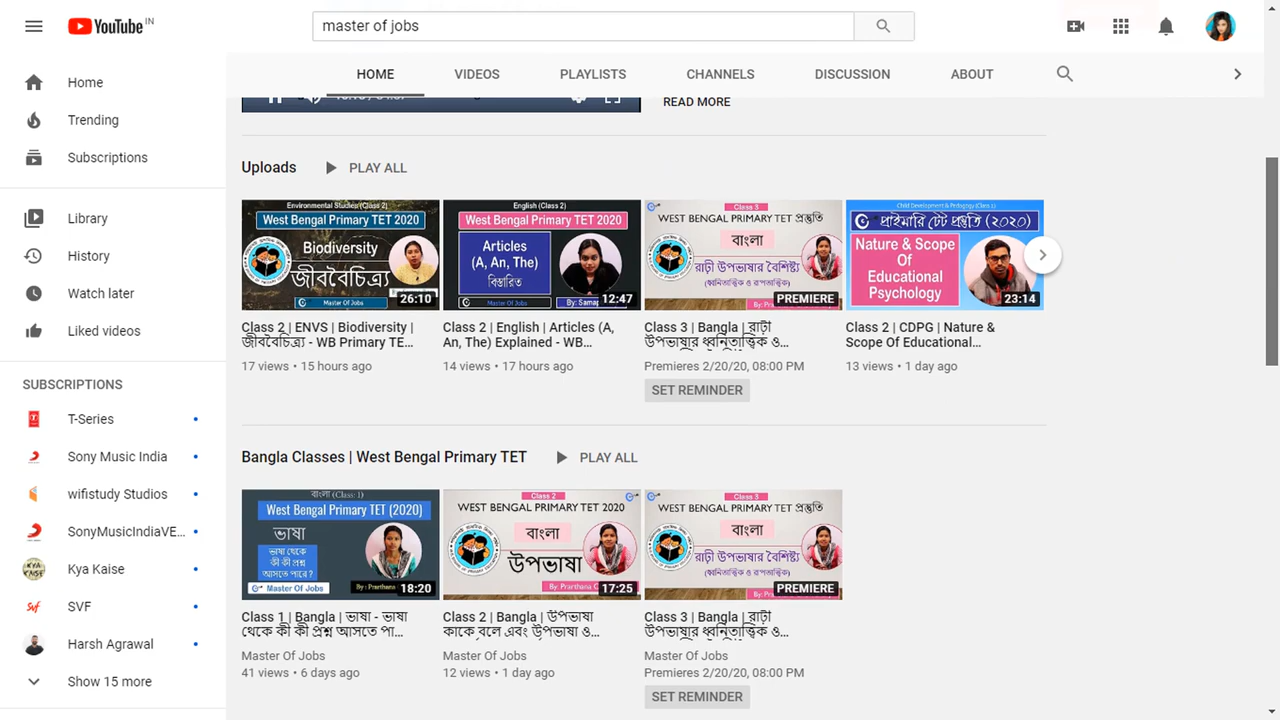 YouTube IN
master of jobs
HOME VIDEOS PLAYLISTS CHANNELS DISCUSSION ABOUT
READ MORE
Home
Trending
Subscriptions
Library
History
Watch later
Liked videos
SUBSCRIPTIONS
T-Series
Sony Music India
wifistudy Studios
SonyMusicIndiaVE...
Kya Kaise
SVF
Harsh Agrawal
Show 15 more
Uploads PLAY ALL
Environmental Studies (Class 2)
West Bengal Primary TET 2020
Biodiversity
জীববৈচিত্র্য
Master Of Jobs
26:10
Class 2 | ENVS | Biodiversity |
জীববৈচিত্র্য - WB Primary TE...
17 views • 15 hours ago
English (Class 2)
West Bengal Primary TET 2020
Articles
(A, An, The)
বিস্তারিত
Master Of Jobs
12:47
Class 2 | English | Articles (A,
An, The) Explained - WB...
14 views • 17 hours ago
Class 3
WEST BENGAL PRIMARY TET প্রস্তুতি
বাংলা
রাঢ়ী উপভাষার বৈশিষ্ট্য
(ধ্বনিতাত্ত্বিক ও রূপতাত্ত্বিক)
PREMIERE
Class 3 | Bangla | রাঢ়ী
উপভাষার ধ্বনিতাত্ত্বিক ও...
Premieres 2/20/20, 08:00 PM
SET REMINDER
Child Development & Pedagogy (Class 1)
প্রাইমারি টেট প্রস্তুতি (২০২০)
Nature & Scope
Of
Educational
Psychology
23:14
Class 2 | CDPG | Nature &
Scope Of Educational...
13 views • 1 day ago
Bangla Classes | West Bengal Primary TET PLAY ALL
বাংলা (Class: 1)
West Bengal Primary TET (2020)
ভাষা
ভাষা থেকে
কী কী প্রশ্ন
আসতে পারে?
Master Of Jobs
18:20
Class 1 | Bangla | ভাষা - ভাষা
থেকে কী কী প্রশ্ন আসতে পা...
Master Of Jobs
41 views • 6 days ago
Class 2
WEST BENGAL PRIMARY TET 2020
বাংলা
উপভাষা
17:25
Class 2 | Bangla | উপভাষা
কাকে বলে এবং উপভাষা ও...
Master Of Jobs
12 views • 1 day ago
Class 3
WEST BENGAL PRIMARY TET প্রস্তুতি
বাংলা
রাঢ়ী উপভাষার বৈশিষ্ট্য
(ধ্বনিতাত্ত্বিক ও রূপতাত্ত্বিক)
PREMIERE
Class 3 | Bangla | রাঢ়ী
উপভাষার ধ্বনিতাত্ত্বিক ও...
Master Of Jobs
Premieres 2/20/20, 08:00 PM
SET REMINDER